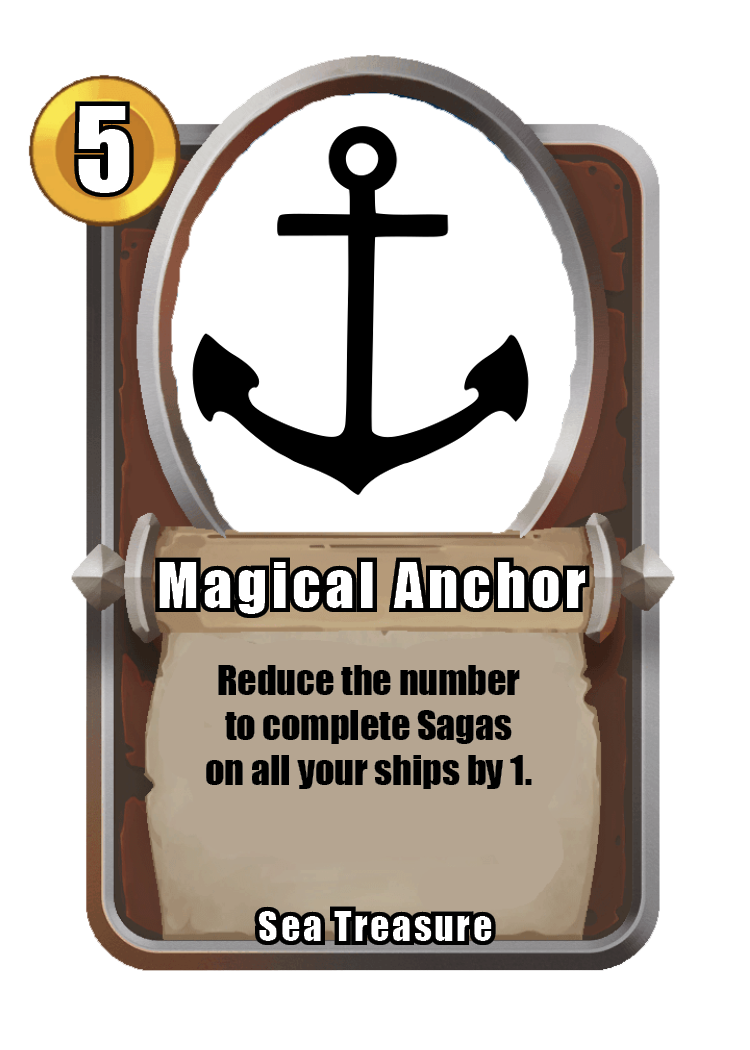 5
Magical Anchor
Reduce the number
to complete Sagas
on all your ships by 1.
Sea Treasure